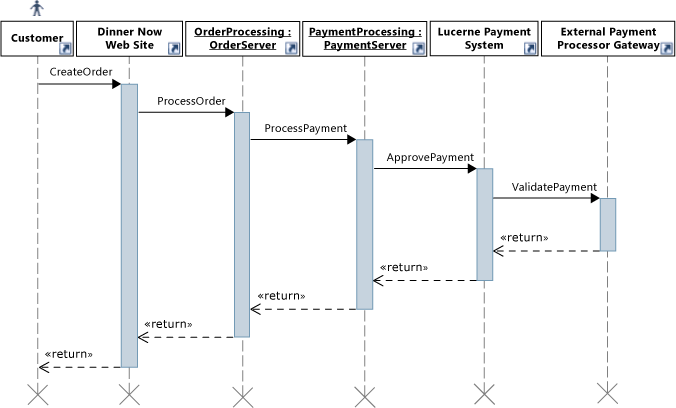 Customer
Dinner Now
Web Site
OrderProcessing :
OrderServer
PaymentProcessing :
PaymentServer
Lucerne Payment
System
External Payment
Processor Gateway
CreateOrder
ProcessOrder
ProcessPayment
ApprovePayment
ValidatePayment
«return»
«return»
«return»
«return»
«return»